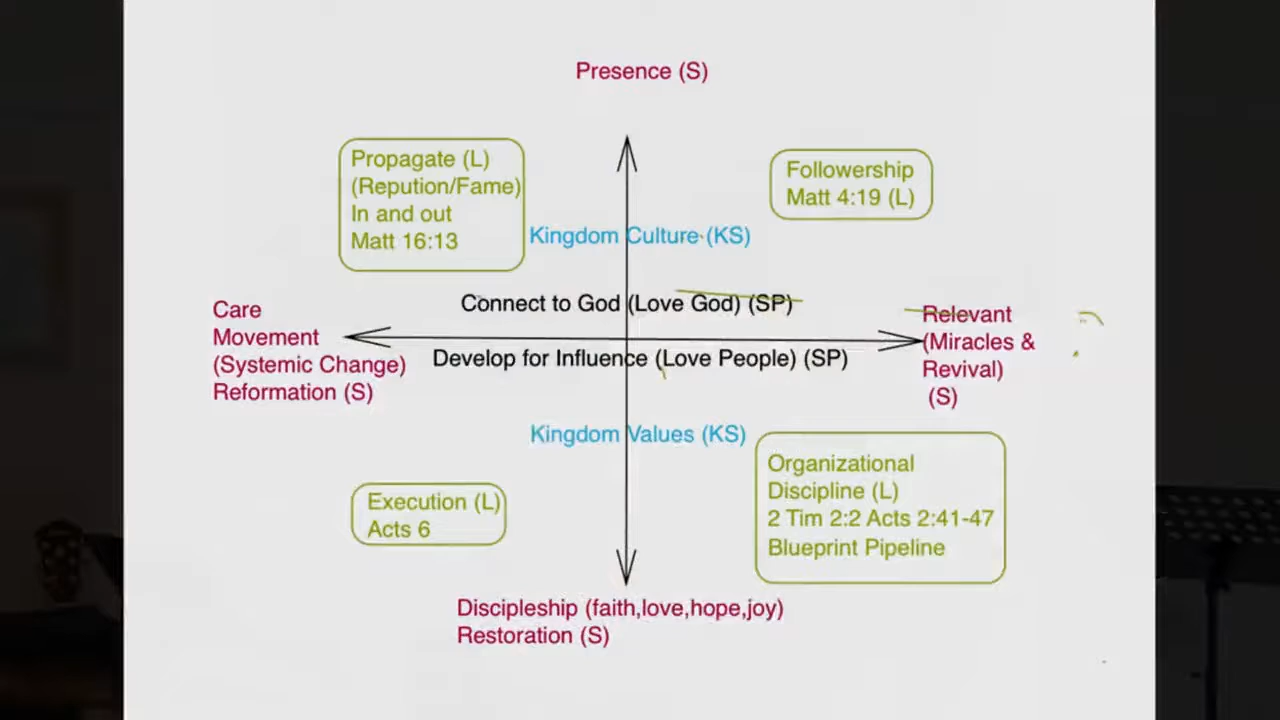 Presence (S)
Propagate (L)
(Repution/Fame)
In and out
Matt 16:13
Followership
Matt 4:19 (L)
Kingdom Culture (KS)
Connect to God (Love God) (SP)
Care
Movement
(Systemic Change)
Reformation (S)
Relevant
(Miracles &
Revival)
(S)
Develop for Influence (Love People) (SP)
Kingdom Values (KS)
Execution (L)
Acts 6
Organizational
Discipline (L)
2 Tim 2:2 Acts 2:41-47
Blueprint Pipeline
Discipleship (faith,love,hope,joy)
Restoration (S)